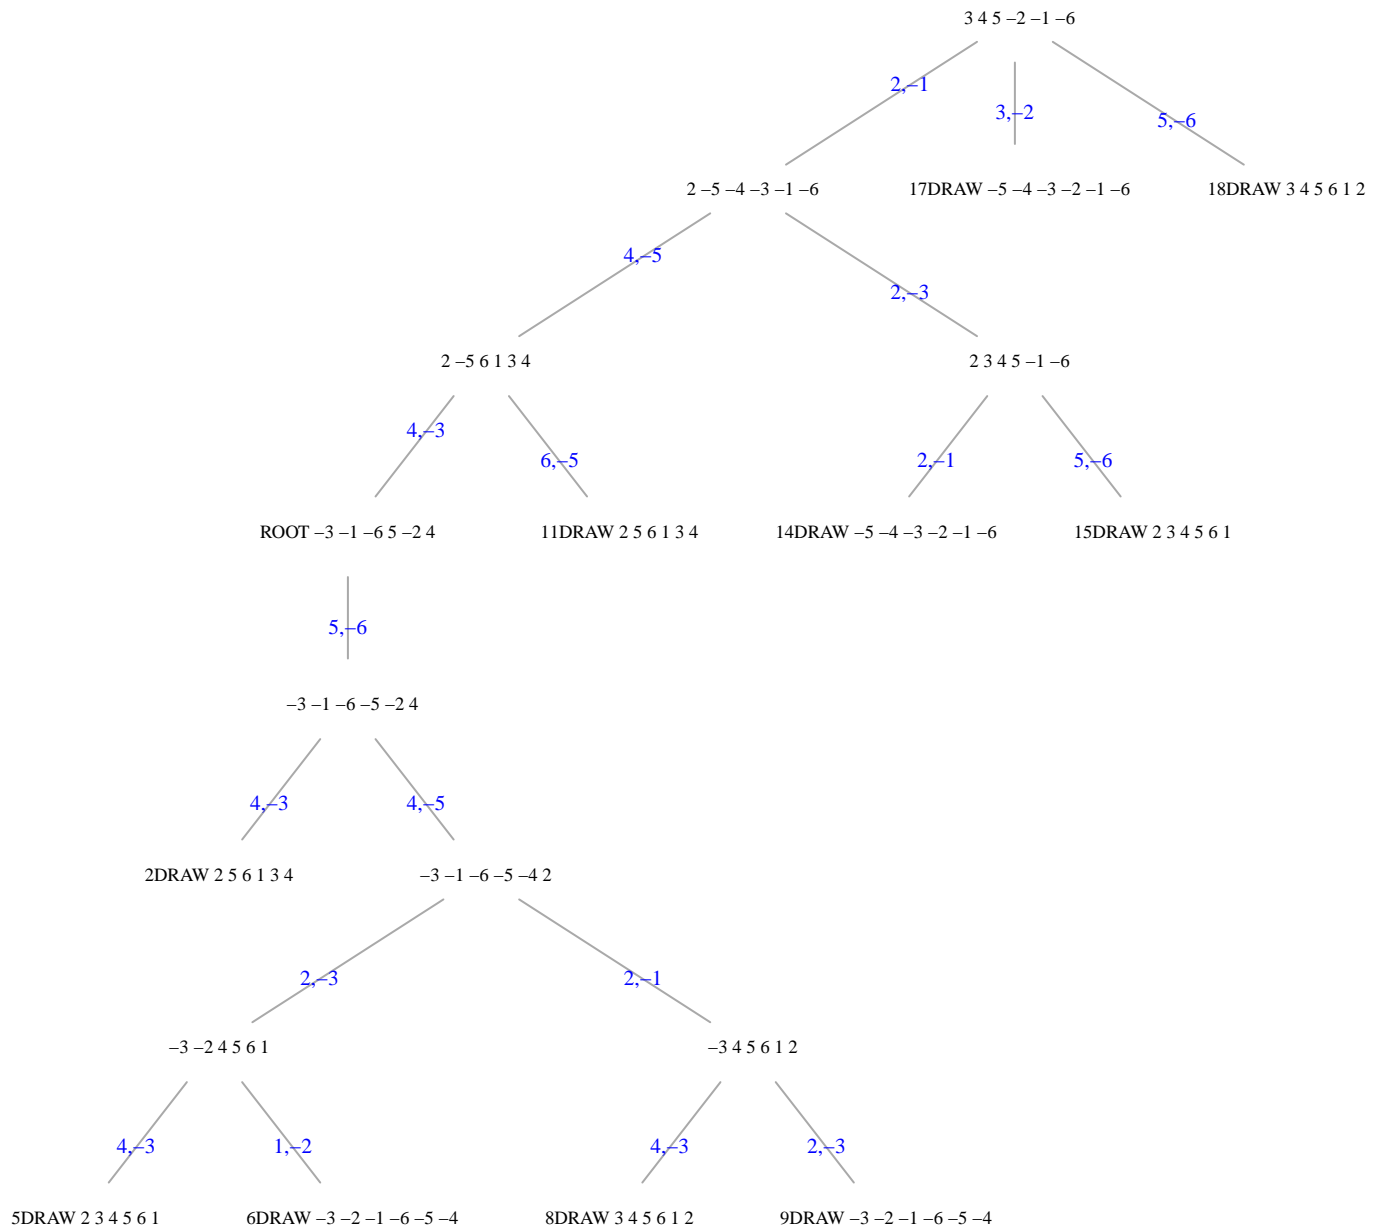 3 4 5 –2 –1 –6
2,–1
3,–2
5,–6
2 –5 –4 –3 –1 –6
17DRAW –5 –4 –3 –2 –1 –6
18DRAW 3 4 5 6 1 2
4,–5
2,–3
2 –5 6 1 3 4
2 3 4 5 –1 –6
4,–3
6,–5
2,–1
5,–6
ROOT –3 –1 –6 5 –2 4
11DRAW 2 5 6 1 3 4
14DRAW –5 –4 –3 –2 –1 –6
15DRAW 2 3 4 5 6 1
5,–6
–3 –1 –6 –5 –2 4
4,–3
4,–5
2DRAW 2 5 6 1 3 4
–3 –1 –6 –5 –4 2
2,–3
2,–1
–3 –2 4 5 6 1
–3 4 5 6 1 2
4,–3
1,–2
4,–3
2,–3
5DRAW 2 3 4 5 6 1
6DRAW –3 –2 –1 –6 –5 –4
8DRAW 3 4 5 6 1 2
9DRAW –3 –2 –1 –6 –5 –4